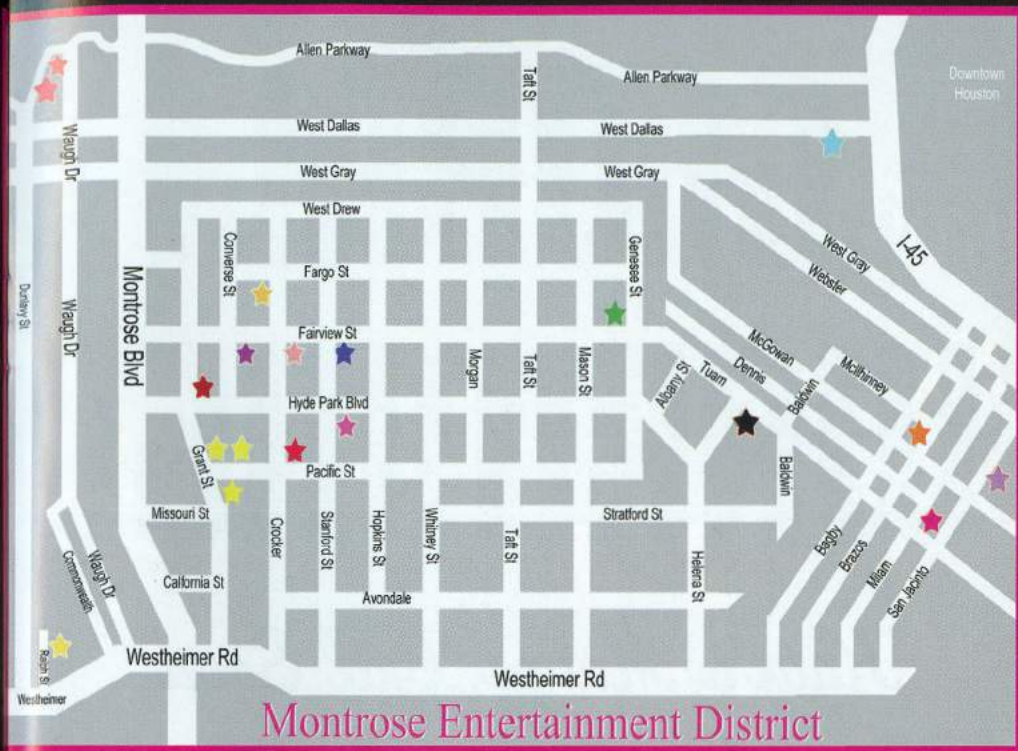 Allen Parkway
Allen Parkway
Taft St
Downtown
Houston
West Dallas
West Dallas
Waugh Dr
West Gray
West Gray
West Drew
Converse St
Genesee St
West Gray
I-45
Webster
Fargo St
Dunlavy St
Waugh Dr
Montrose Blvd
Fairview St
Morgan
Taft St
Mason St
McGowan
McIlhinney
Dennis
Tuam
Albany St
Baldwin
Hyde Park Blvd
Grant St
Pacific St
Baldwin
Missouri St
Crocker
Stanford St
Hopkins St
Whitney St
Taft St
Stratford St
Bagby
Brazos
Milam
San Jacinto
Waugh Dr
Commonwealth
Calfornia St
Avondale
Helena St
Ralph St
Westheimer Rd
Westheimer Rd
Westheimer
Montrose Entertainment District